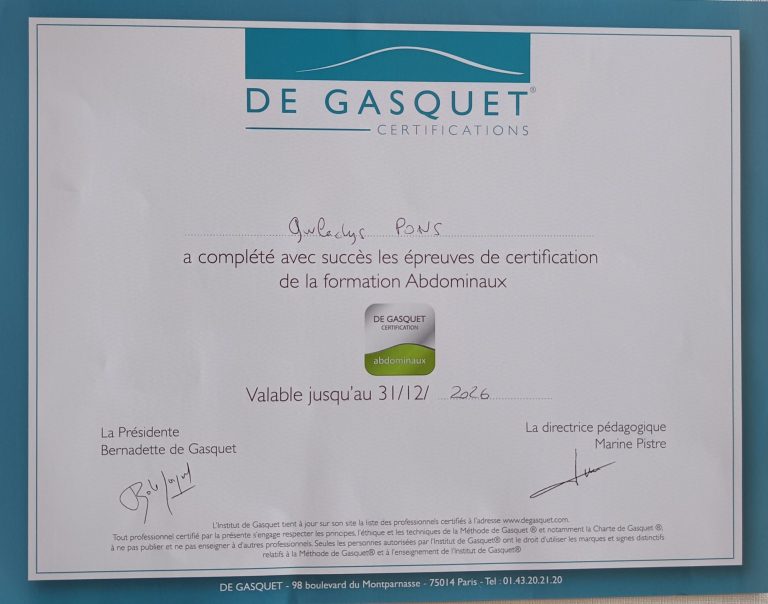 DE GASQUET®
CERTIFICATIONS
Gwladys PONS
a complété avec succès les épreuves de certification
de la formation Abdominaux
DE GASQUET
CERTIFICATION
abdominaux
Valable jusqu'au 31/12/ 2026
La Présidente
Bernadette de Gasquet
La directrice pédagogique
Marine Pistre
L'Institut de Gasquet tient à jour sur son site la liste des professionnels certifiés à l'adresse www.degasquet.com.
Tout professionnel certifié par la présente s'engage respecter les principes, l'éthique et les techniques de la Méthode de Gasquet ® et notamment la Charte de Gasquet ®,
à ne pas publier et ne pas enseigner à d'autres professionnels. Seules les personnes autorisées par l'Institut de Gasquet® ont le droit d'utiliser les marques et signes distinctifs
relatifs à la Méthode de Gasquet® et à l'enseignement de l'Institut de Gasquet®
DE GASQUET - 98 boulevard du Montparnasse - 75014 Paris - Tel : 01.43.20.21.20